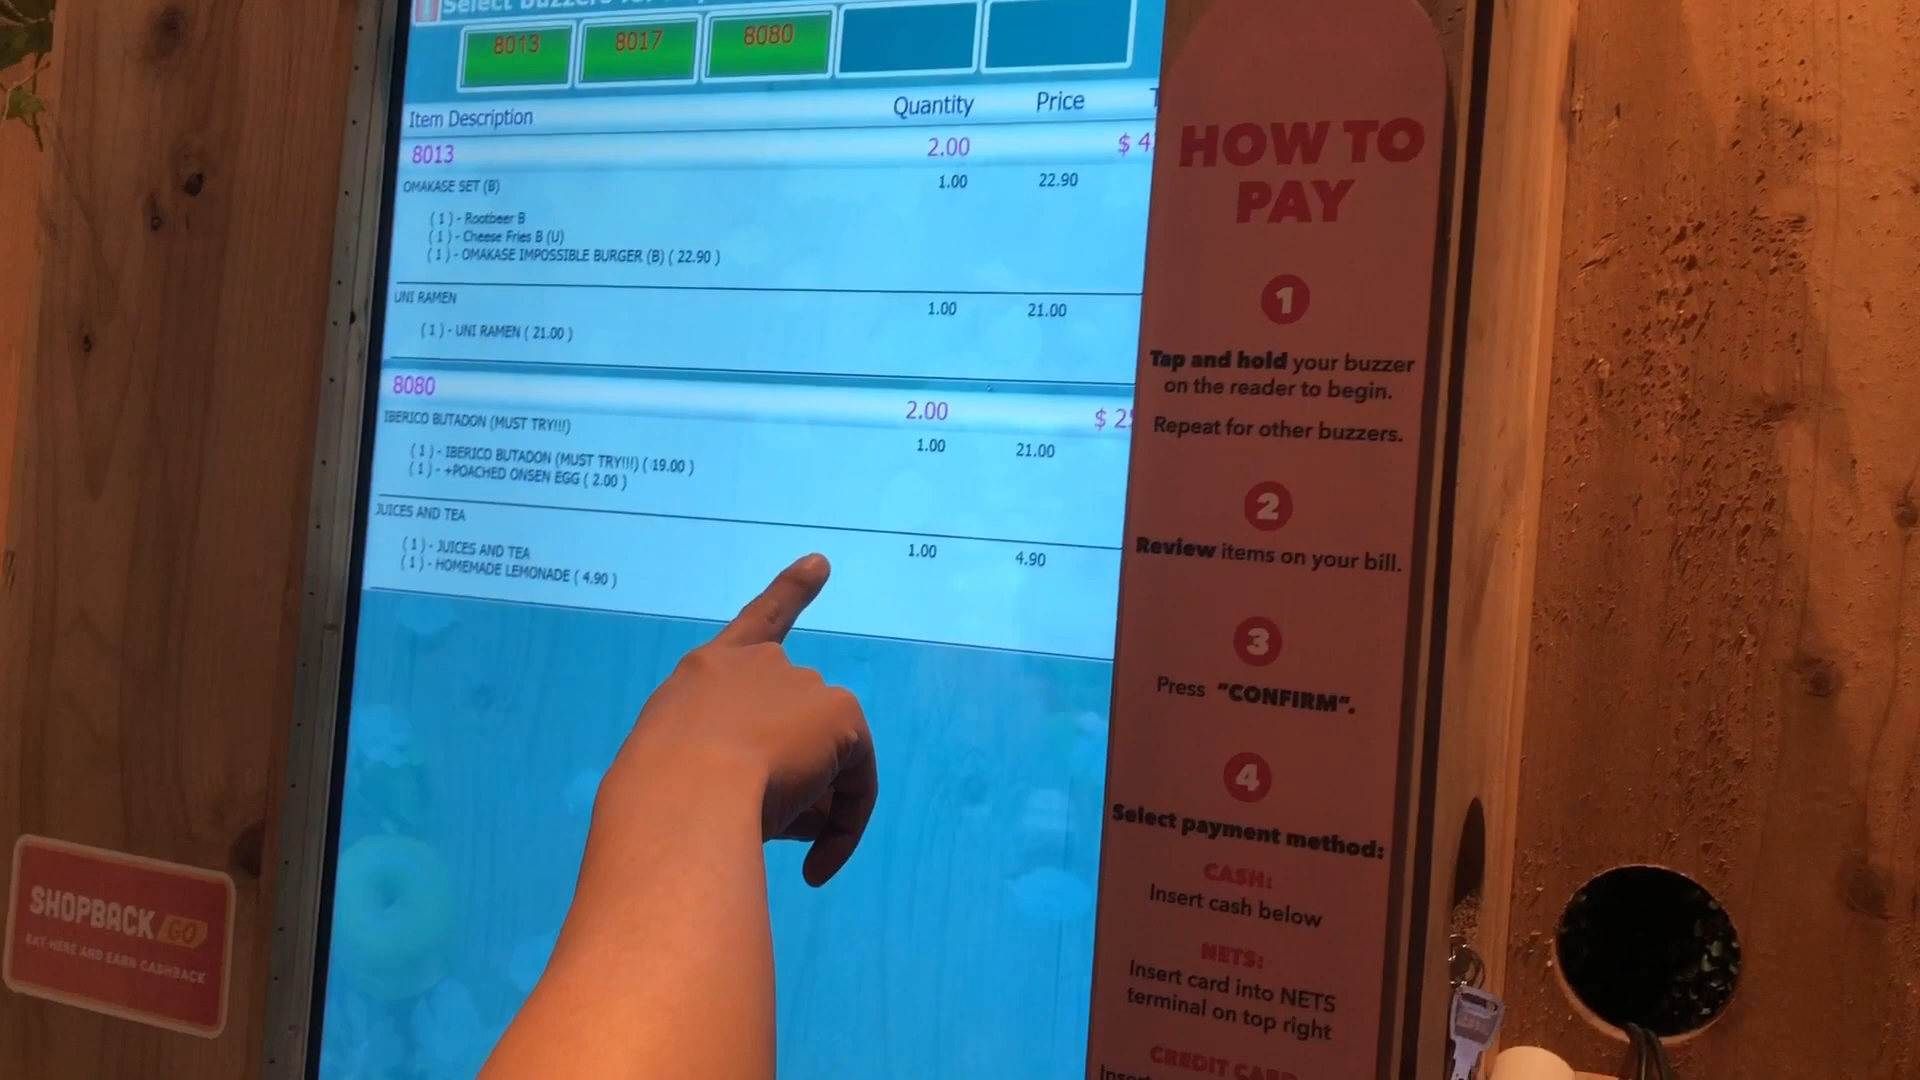 Select Buzzers
8013 8017 8080
Item Description Quantity Price
8013 2.00 $ 4
OMAKASE SET (B) 1.00 22.90
( 1 ) - Rootbeer B
( 1 ) - Cheese Fries B (U)
( 1 ) - OMAKASE IMPOSSIBLE BURGER (B) ( 22.90 )
UNI RAMEN 1.00 21.00
( 1 ) - UNI RAMEN ( 21.00 )
8080 2.00 $ 2
IBERICO BUTADON (MUST TRY!!!) 1.00 21.00
( 1 ) - IBERICO BUTADON (MUST TRY!!!) ( 19.00 )
( 1 ) - +POACHED ONSEN EGG ( 2.00 )
JUICES AND TEA 1.00 4.90
( 1 ) - JUICES AND TEA
( 1 ) - HOMEMADE LEMONADE ( 4.90 )
HOW TO
PAY
1
Tap and hold your buzzer
on the reader to begin.
Repeat for other buzzers.
2
Review items on your bill.
3
Press "CONFIRM".
4
Select payment method:
CASH:
Insert cash below
NETS:
Insert card into NETS
terminal on top right
CREDIT CARD
SHOPBACK GO
EAT HERE AND EARN CASHBACK